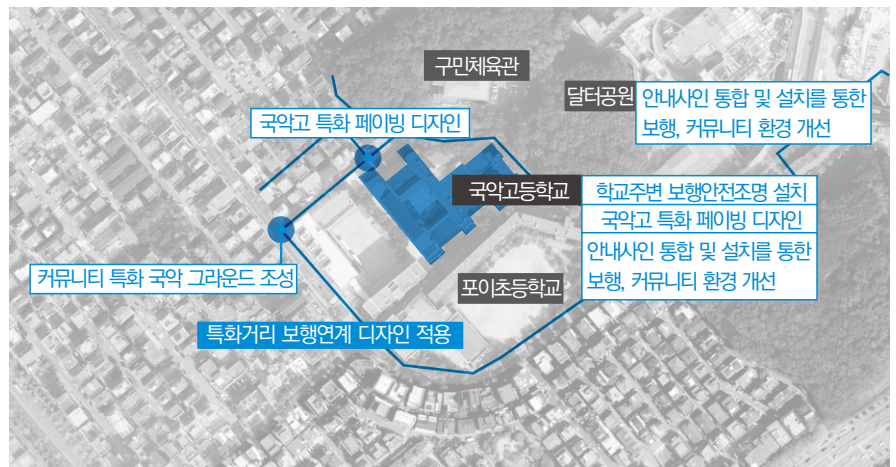 구민체육관
달터공원
안내사인 통합 및 설치를 통한
보행, 커뮤니티 환경 개선
국악고 특화 페이빙 디자인
국악고등학교
학교주변 보행안전조명 설치
국악고 특화 페이빙 디자인
안내사인 통합 및 설치를 통한
보행, 커뮤니티 환경 개선
커뮤니티 특화 국악 그라운드 조성
포이초등학교
특화거리 보행연계 디자인 적용